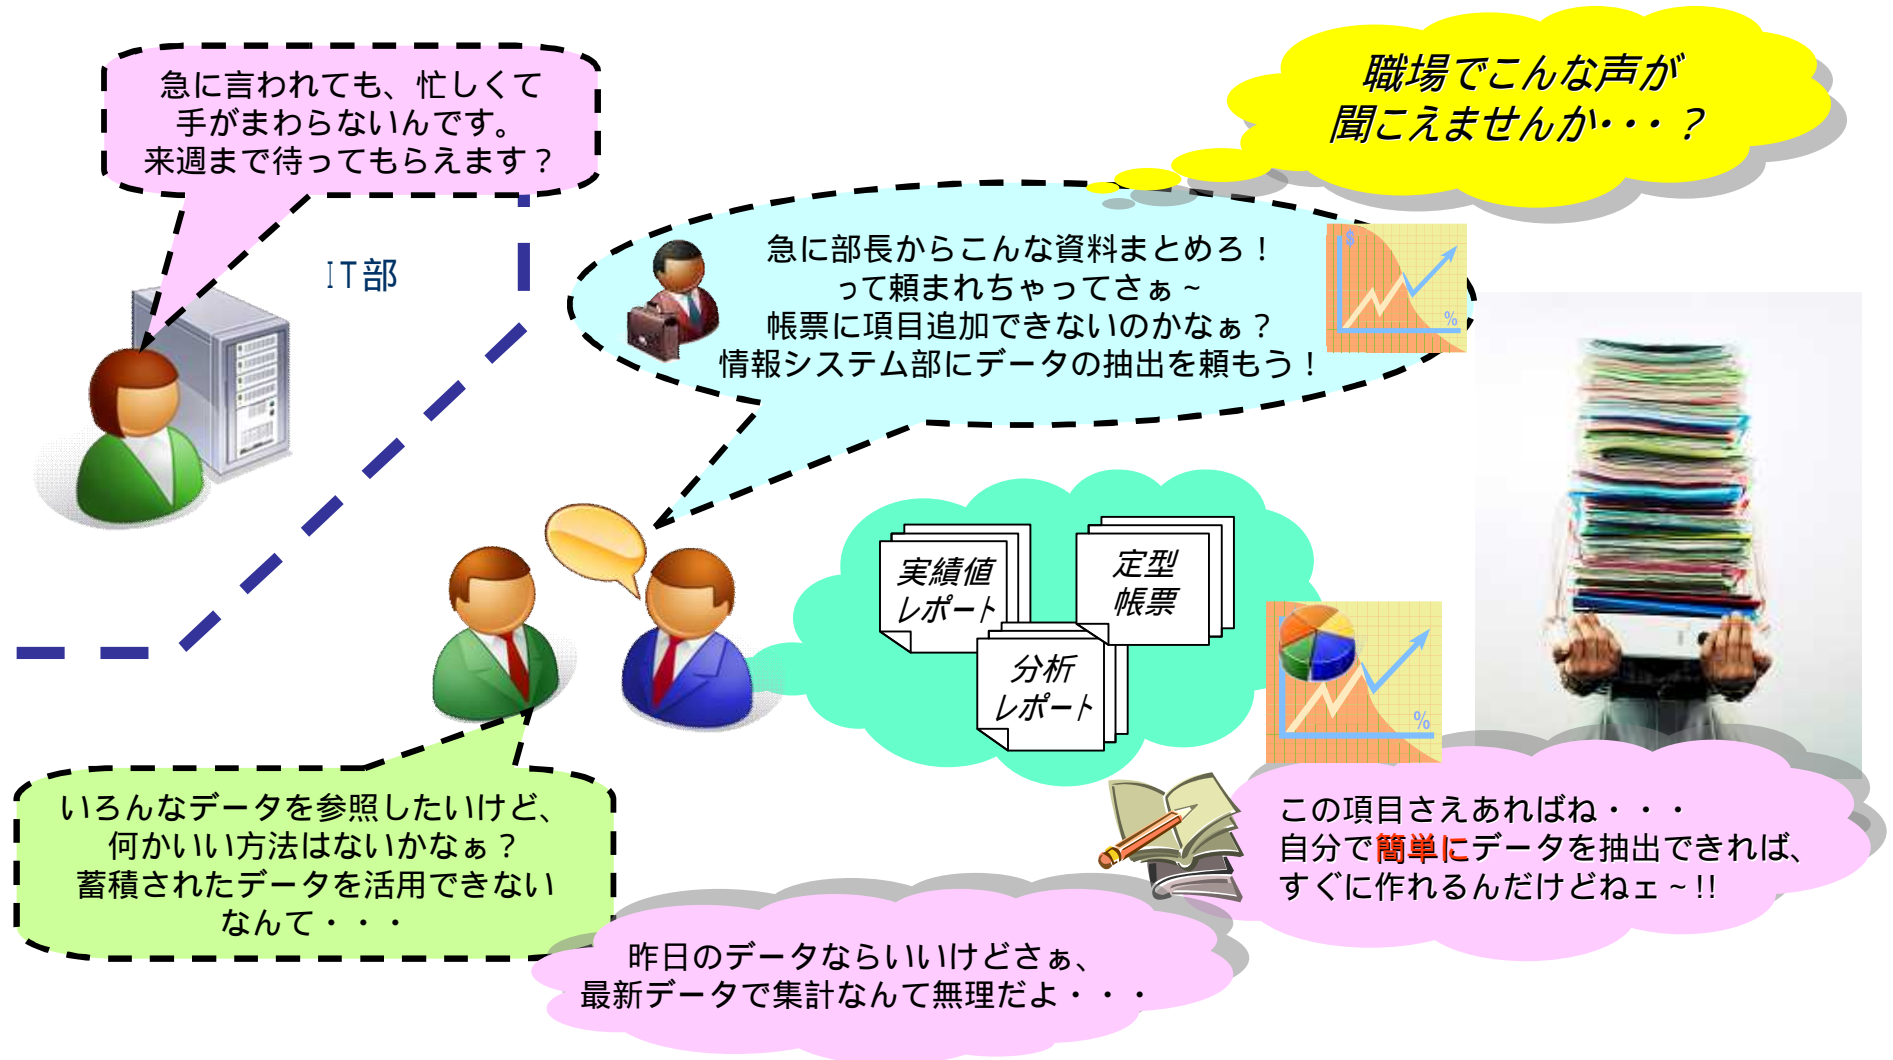 職場でこんな声が
聞こえませんか・・・？
急に言われても、忙しくて
手がまわらないんです。
来週まで待ってもらえます？
IT部
急に部長からこんな資料まとめろ！
って頼まれちゃってさぁ～
帳票に項目追加できないのかなぁ？
情報システム部にデータの抽出を頼もう！
$
%
実績値
レポート
定型
帳票
分析
レポート
%
いろんなデータを参照したいけど、
何かいい方法はないかなぁ？
蓄積されたデータを活用できない
なんて・・・
この項目さえあればね・・・
自分で簡単にデータを抽出できれば、
すぐに作れるんだけどねェ～!!
昨日のデータならいいけどさぁ、
最新データで集計なんて無理だよ・・・